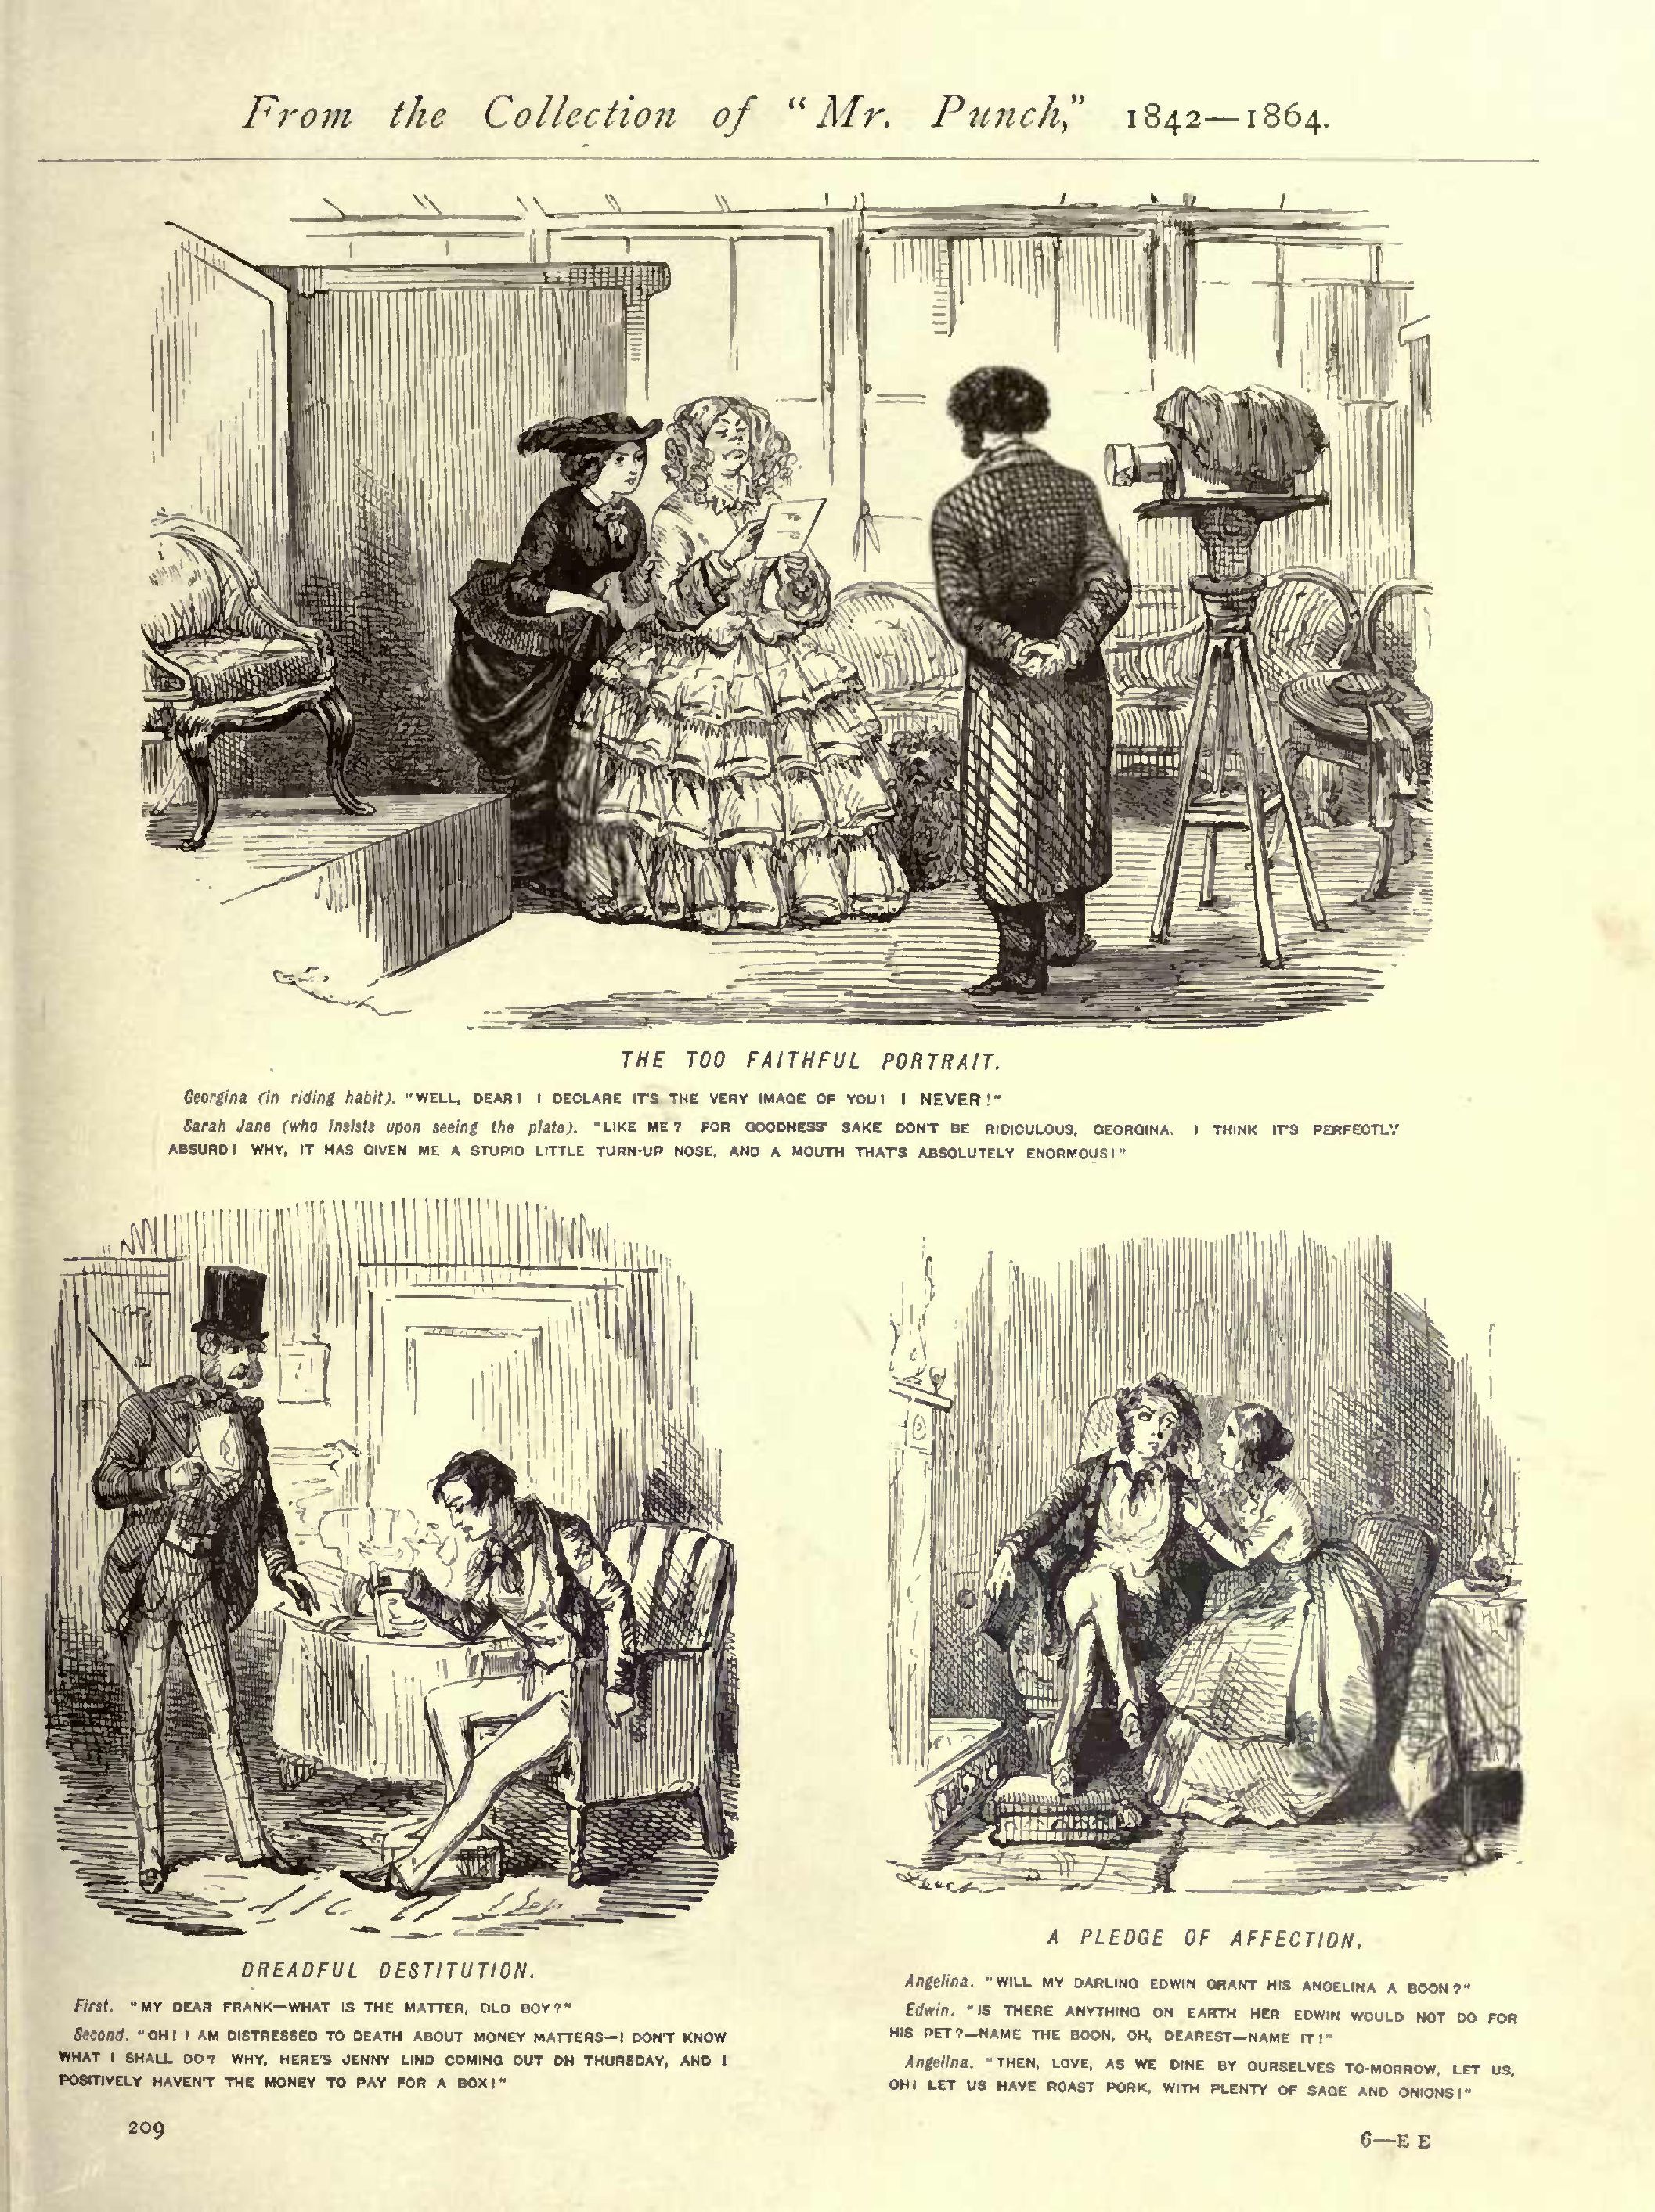 From the Collection of "Mr. Punch," 1842—1864.
Leech
THE TOO FAITHFUL PORTRAIT.
Georgina (in riding habit). "WELL, DEAR! I DECLARE IT'S THE VERY IMAGE OF YOU! I NEVER!"
Sarah Jane (who insists upon seeing the plate). "LIKE ME? FOR GOODNESS' SAKE DON'T BE RIDICULOUS, GEORGINA. I THINK IT'S PERFECTLY
ABSURD! WHY, IT HAS GIVEN ME A STUPID LITTLE TURN-UP NOSE, AND A MOUTH THAT'S ABSOLUTELY ENORMOUS!"
DREADFUL DESTITUTION.
First. "MY DEAR FRANK—WHAT IS THE MATTER, OLD BOY?"
Second. "OH! I AM DISTRESSED TO DEATH ABOUT MONEY MATTERS—I DON'T KNOW
WHAT I SHALL DO? WHY, HERE'S JENNY LIND COMING OUT ON THURSDAY, AND I
POSITIVELY HAVEN'T THE MONEY TO PAY FOR A BOX!"
Leech
A PLEDGE OF AFFECTION.
Angelina. "WILL MY DARLING EDWIN GRANT HIS ANGELINA A BOON?"
Edwin. "IS THERE ANYTHING ON EARTH HER EDWIN WOULD NOT DO FOR
HIS PET?—NAME THE BOON, OH, DEAREST—NAME IT!"
Angelina. "THEN, LOVE, AS WE DINE BY OURSELVES TO-MORROW, LET US,
OH! LET US HAVE ROAST PORK, WITH PLENTY OF SAGE AND ONIONS!"
209
6—E E